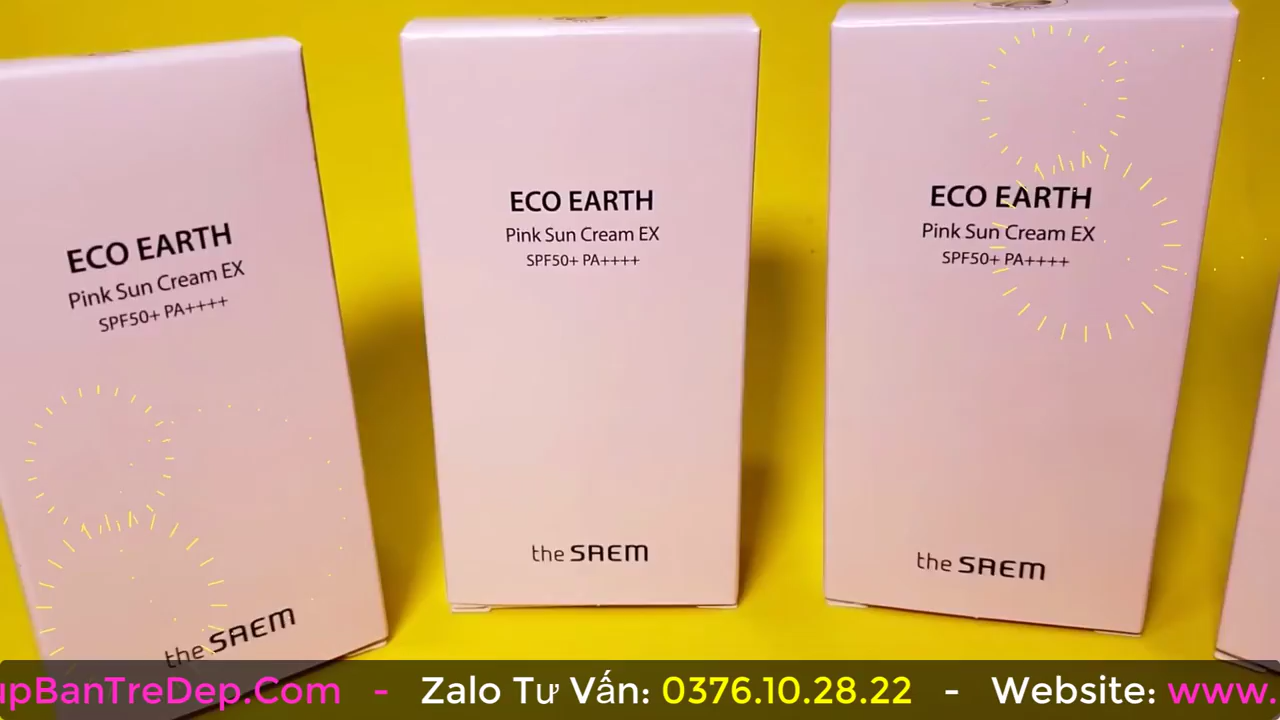 ECO EARTH
Pink Sun Cream EX
SPF50+ PA++++
the SAEM
ECO EARTH
Pink Sun Cream EX
SPF50+ PA++++
the SAEM
ECO EARTH
Pink Sun Cream EX
SPF50+ PA++++
the SAEM
upBanTreDep.Com - Zalo Tư Vấn: 0376.10.28.22 - Website: www.